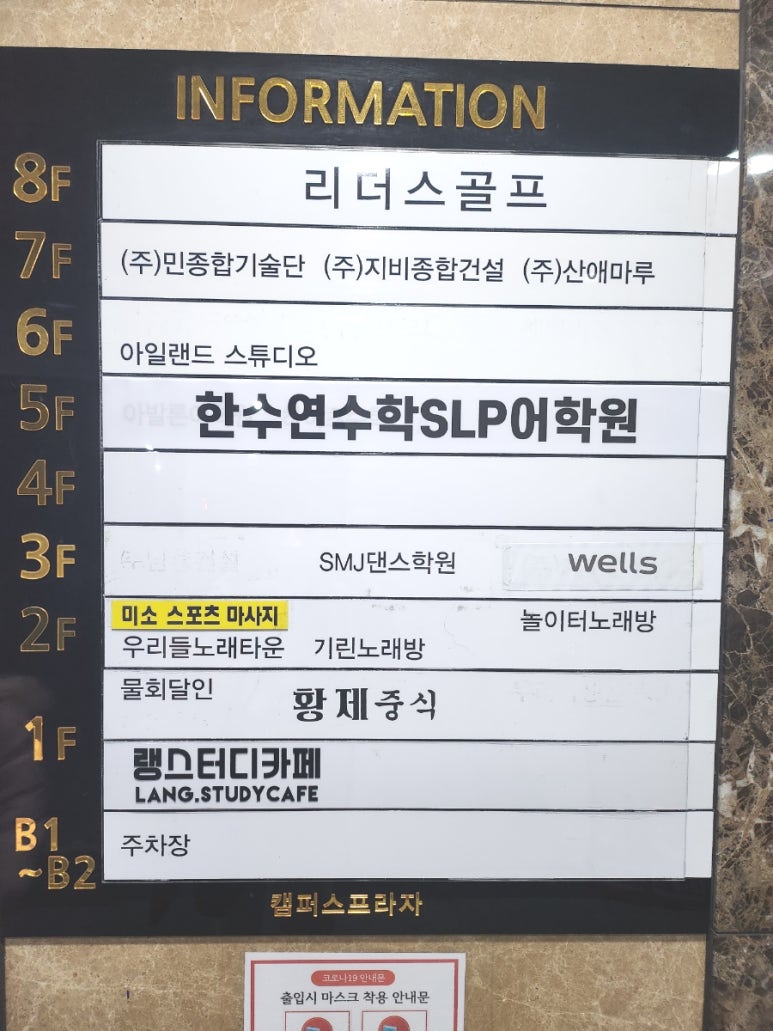 INFORMATION
8F 리더스골프
7F (주)민종합기술단 (주)지비종합건설 (주)산애마루
6F 아일랜드 스튜디오
5F 한수연수학SLP어학원
4F
3F SMJ댄스학원 wells
2F 미소 스포츠 마사지 놀이터노래방
우리들노래타운 기린노래방
1F 물회달인 황제중식
랭스터디카페
LANG.STUDYCAFE
B1
~B2 주차장
캠퍼스프라자
코로나19 안내문
출입시 마스크 착용 안내문